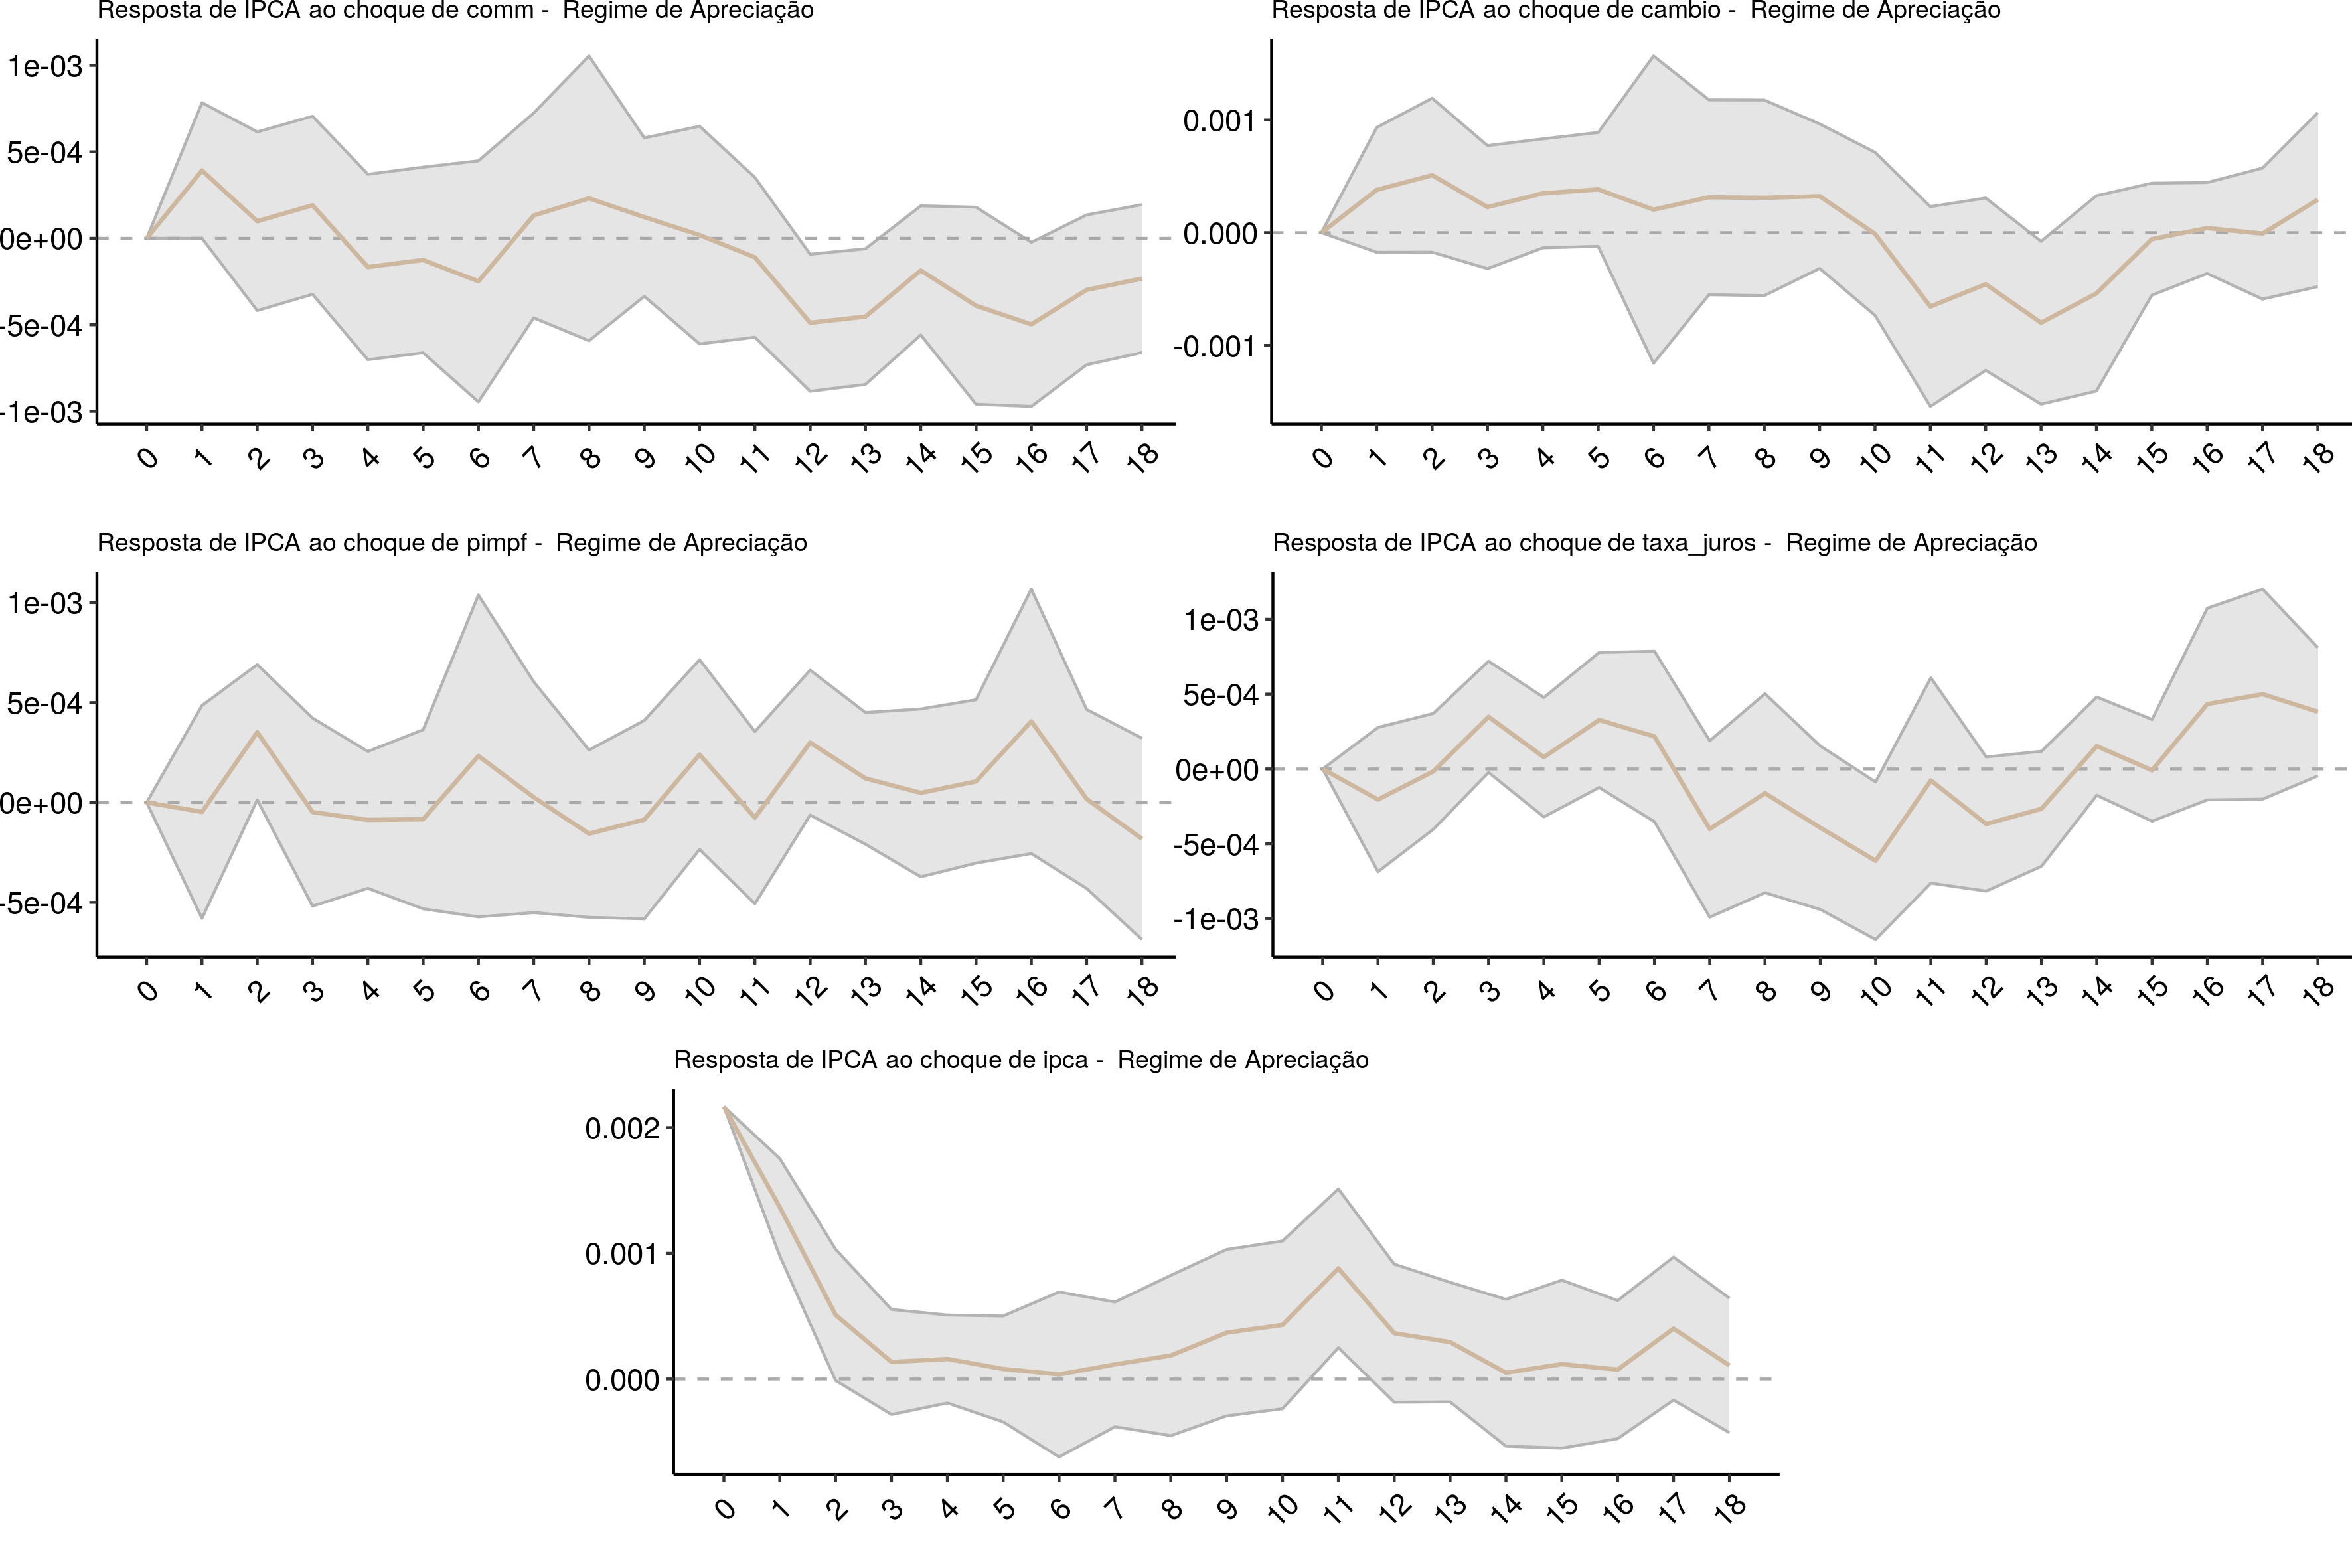 Resposta de IPCA ao choque de comm -  Regime de Apreciação
1e-03
5e-04
0e+00
-5e-04
-1e-03
0 1 2 3 4 5 6 7 8 9 10 11 12 13 14 15 16 17 18
Resposta de IPCA ao choque de cambio -  Regime de Apreciação
0.001
0.000
-0.001
0 1 2 3 4 5 6 7 8 9 10 11 12 13 14 15 16 17 18
Resposta de IPCA ao choque de pimpf -  Regime de Apreciação
1e-03
5e-04
0e+00
-5e-04
0 1 2 3 4 5 6 7 8 9 10 11 12 13 14 15 16 17 18
Resposta de IPCA ao choque de taxa_juros -  Regime de Apreciação
1e-03
5e-04
0e+00
-5e-04
-1e-03
0 1 2 3 4 5 6 7 8 9 10 11 12 13 14 15 16 17 18
Resposta de IPCA ao choque de ipca -  Regime de Apreciação
0.002
0.001
0.000
0 1 2 3 4 5 6 7 8 9 10 11 12 13 14 15 16 17 18